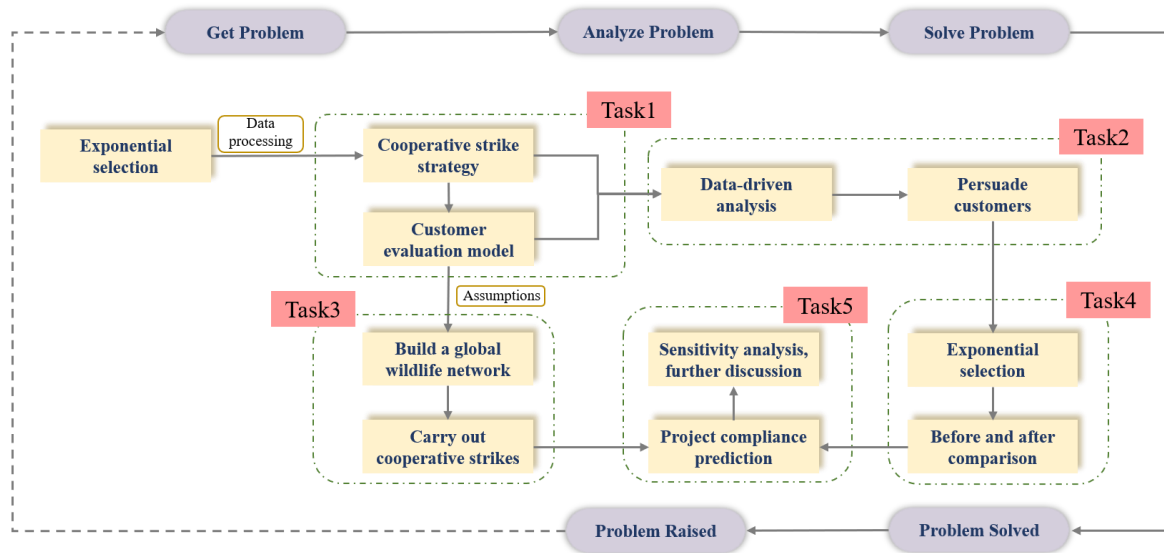 Get Problem
Analyze Problem
Solve Problem
Task1
Data
processing
Exponential
selection
Cooperative strike
strategy
Customer
evaluation model
Task2
Data-driven
analysis
Persuade
customers
Assumptions
Task3
Build a global
wildlife network
Carry out
cooperative strikes
Task5
Sensitivity analysis,
further discussion
Project compliance
prediction
Task4
Exponential
selection
Before and after
comparison
Problem Raised
Problem Solved